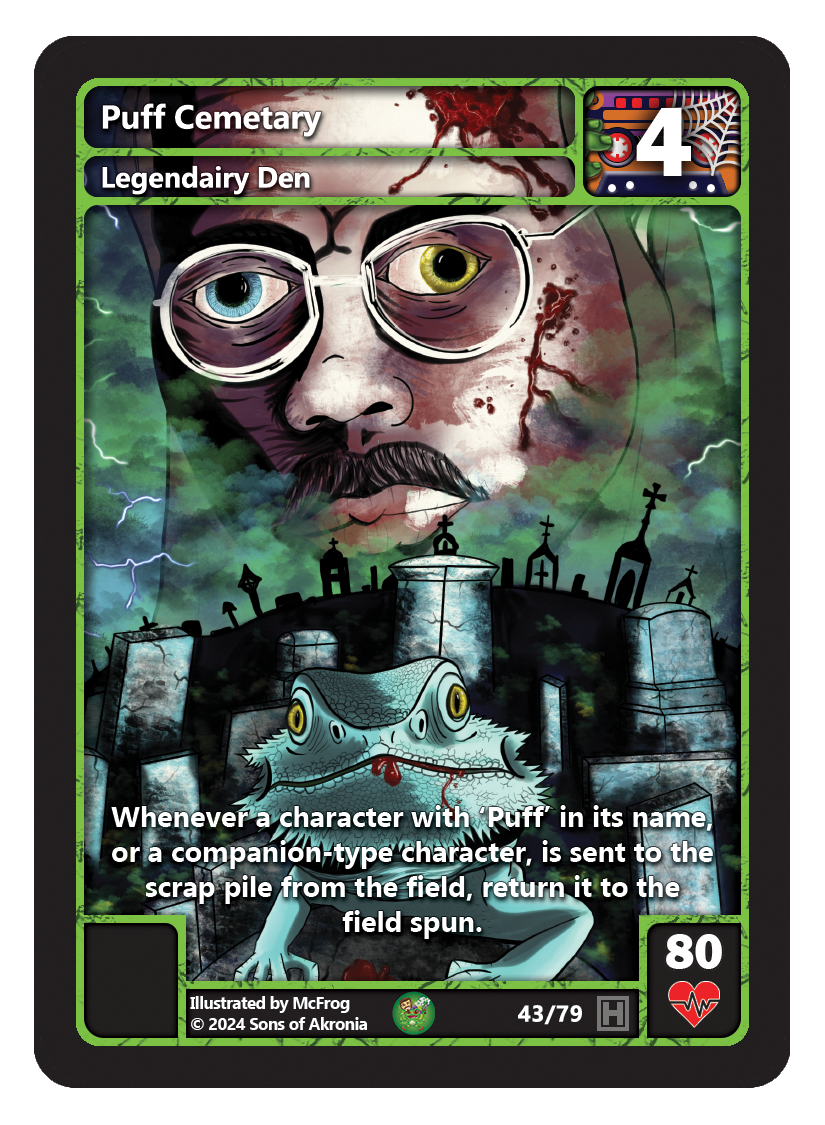 Puff Cemetary
4
Legendairy Den
Whenever a character with ‘Puff’ in its name,
or a companion-type character, is sent to the
scrap pile from the field, return it to the
field spun.
80
Illustrated by McFrog
© 2024 Sons of Akronia
43/79
H